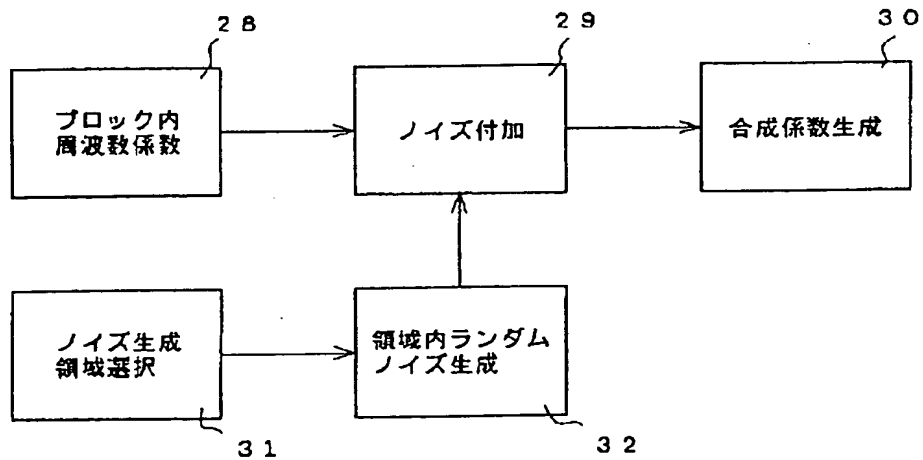 28
29
30
ブロック内
周波数係数
ノイズ付加
合成係数生成
ノイズ生成
領域選択
領域内ランダム
ノイズ生成
31
32